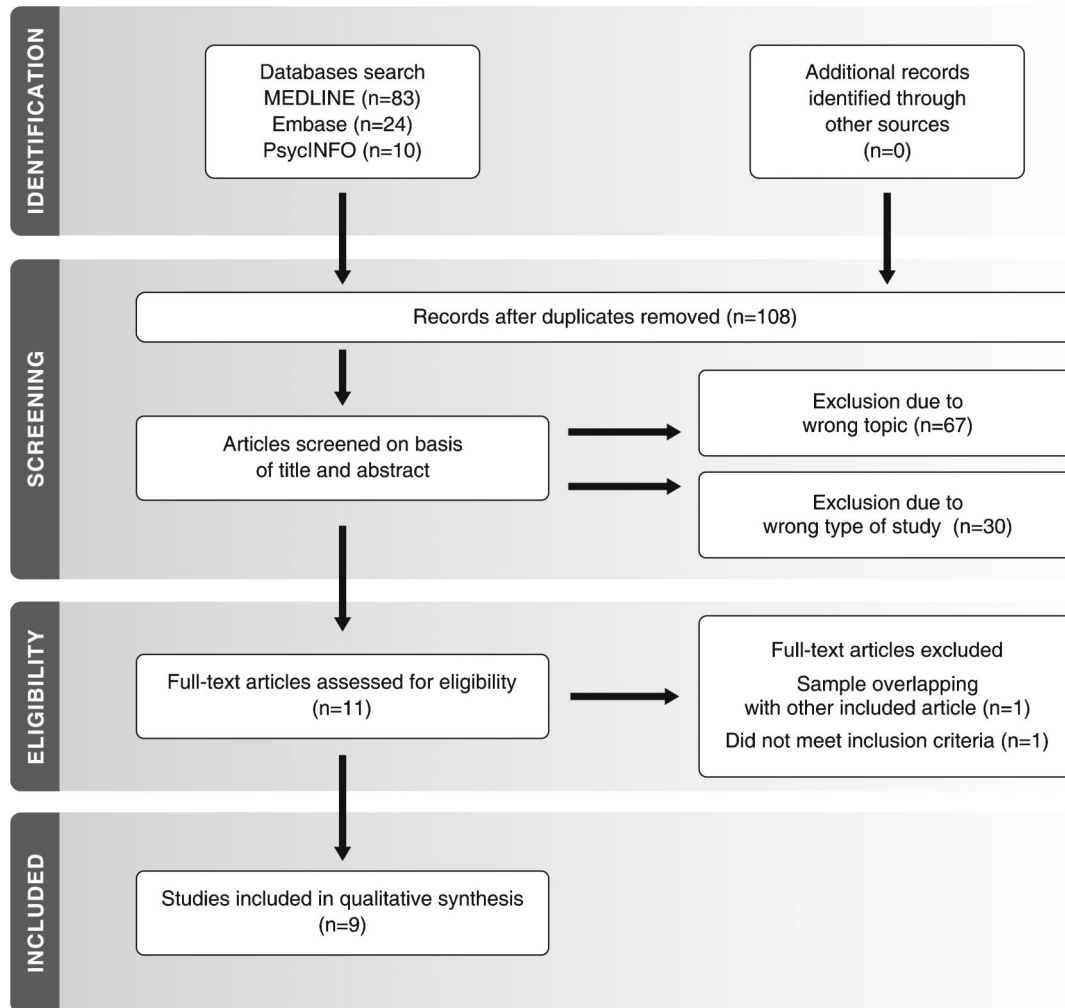 IDENTIFICATION
Databases search
MEDLINE (n=83)
Embase (n=24)
PsycINFO (n=10)
Additional records
identified through
other sources
(n=0)
SCREENING
Records after duplicates removed (n=108)
Articles screened on basis
of title and abstract
Exclusion due to
wrong topic (n=67)
Exclusion due to
wrong type of study (n=30)
ELIGIBILITY
Full-text articles assessed for eligibility
(n=11)
Full-text articles excluded
Sample overlapping
with other included article (n=1)
Did not meet inclusion criteria (n=1)
INCLUDED
Studies included in qualitative synthesis
(n=9)